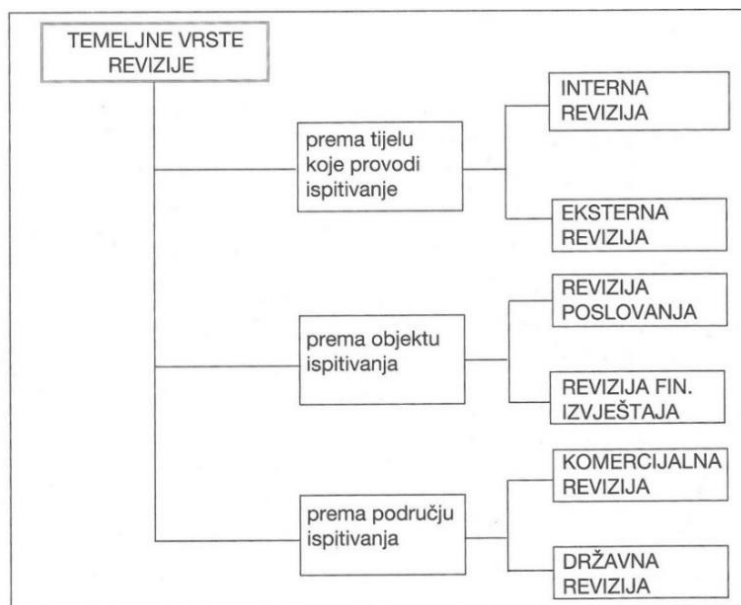 TEMELJNE VRSTE
REVIZIJE
prema tijelu
koje provodi
ispitivanje
INTERNA
REVIZIJA
EKSTERNA
REVIZIJA
prema objektu
ispitivanja
REVIZIJA
POSLOVANJA
REVIZIJA FIN.
IZVJEŠTAJA
prema području
ispitivanja
KOMERCIJALNA
REVIZIJA
DRŽAVNA
REVIZIJA